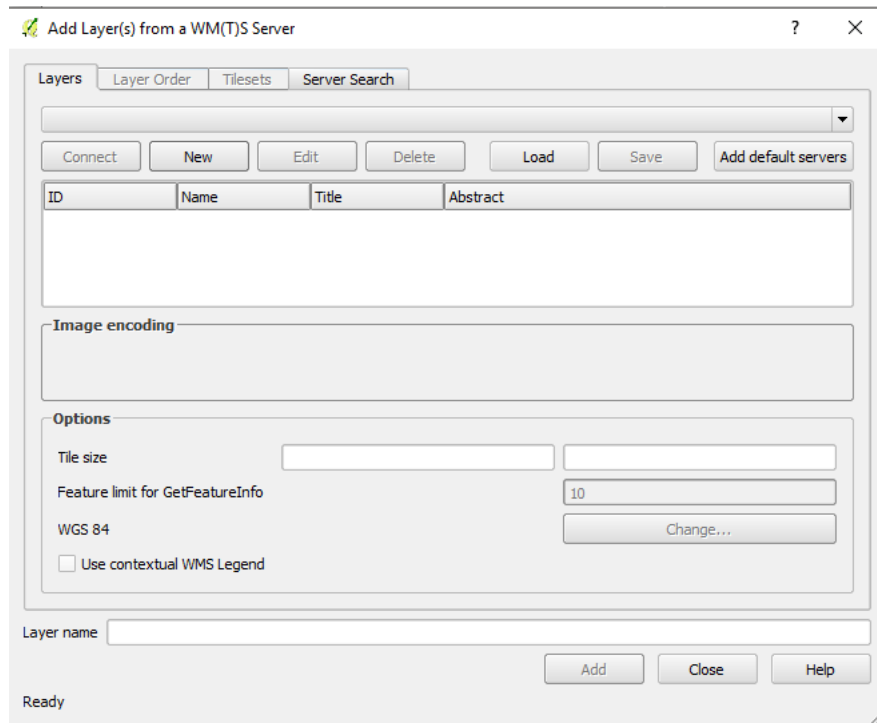 Add Layer(s) from a WM(T)S Server ?
Layers Layer Order Tilesets Server Search
Connect New Edit Delete Load Save Add default servers
ID Name Title Abstract
Image encoding
Options
Tile size
Feature limit for GetFeatureInfo 10
WGS 84 Change...
Use contextual WMS Legend
Layer name
Add Close Help
Ready